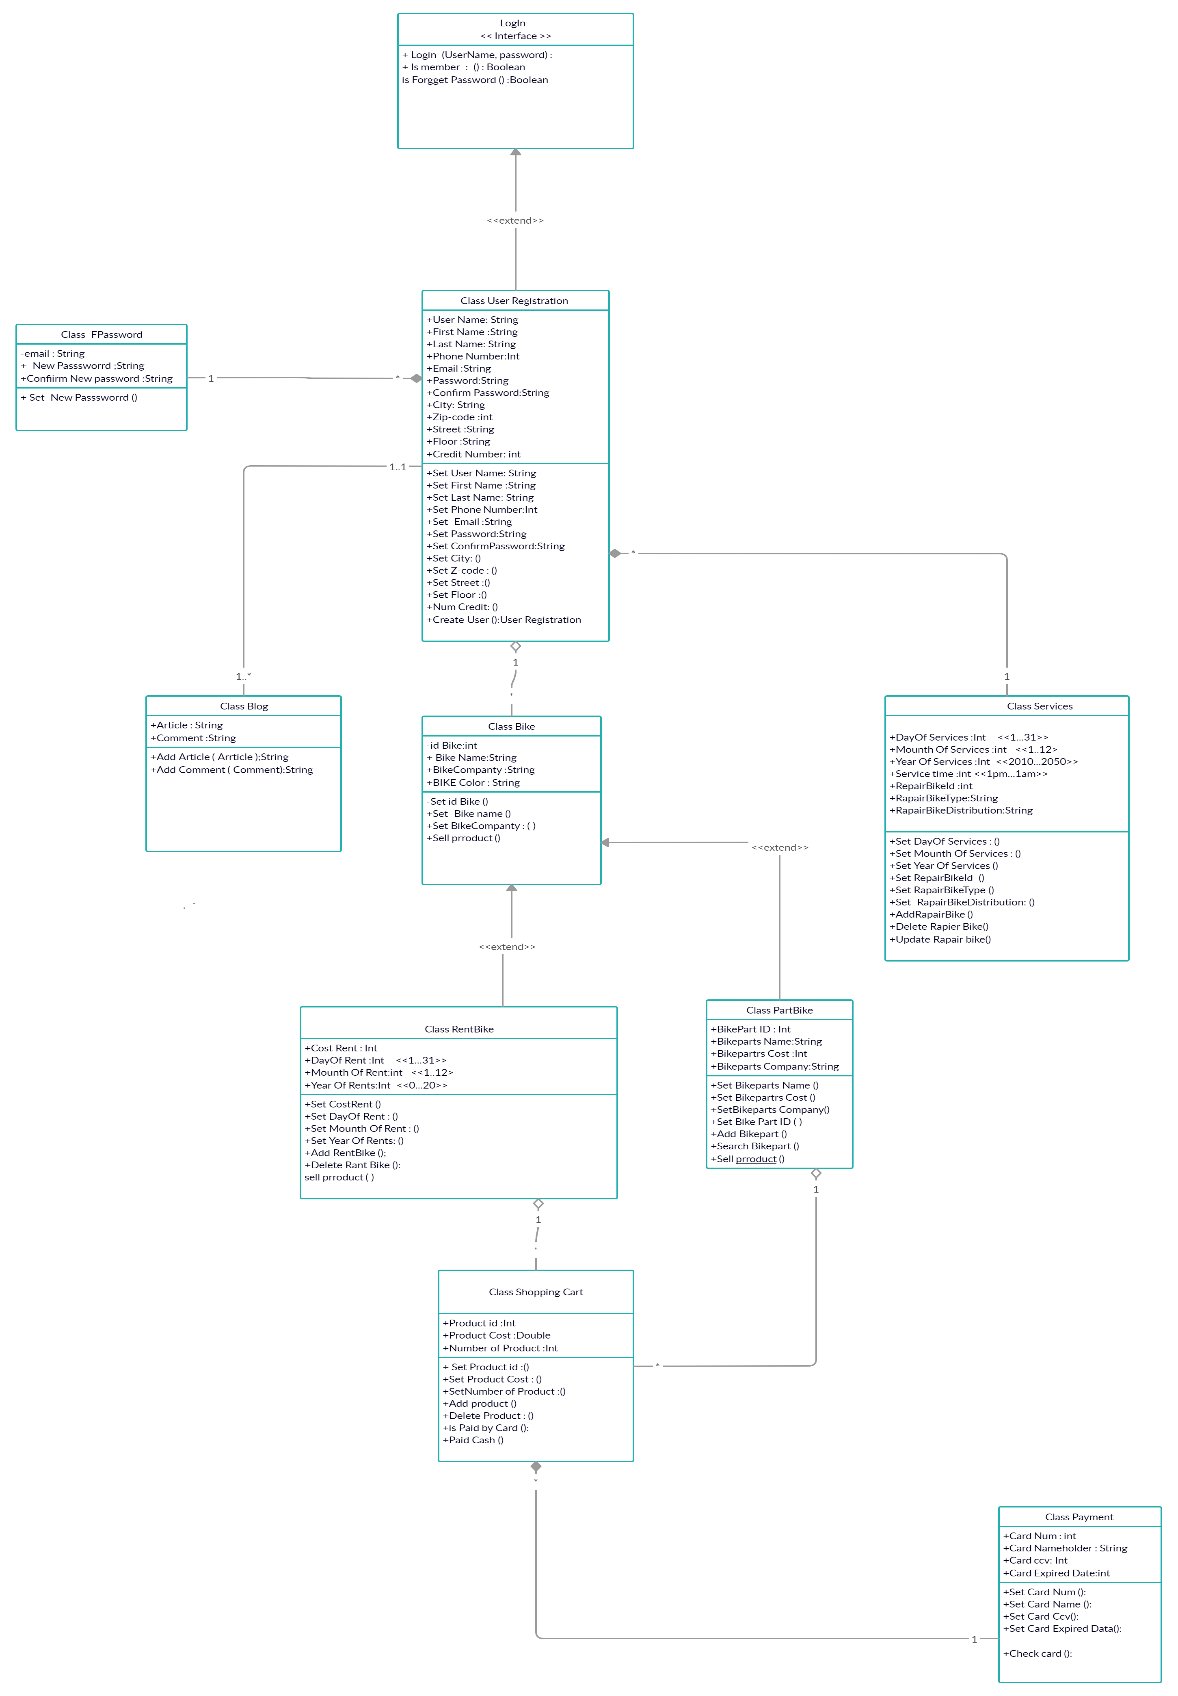 LogIn
<< Interface >>
+ Login  (UserName, password) :
+ Is member  :  () : Boolean
is Forgget Password () :Boolean
<<extend>>
Class User Registration
+User Name: String
+First Name :String
+Last Name: String
+Phone Number:Int
+Email :String
+Password:String
+Confirm Password:String
+City: String
+Zip-code :int
+Street :String
+Floor :String
+Credit Number: int
+Set User Name: String
+Set First Name :String
+Set Last Name: String
+Set Phone Number:Int
+Set  Email :String
+Set Password:String
+Set ConfirmPassword:String
+Set City: ()
+Set Z-code : ()
+Set Street :()
+Set Floor :()
+Num Credit: ()
+Create User ():User Registration
Class  FPassword
-email : String
+  New Passsworrd :String
+Confiirm New password :String
+ Set  New Passsworrd ()
1
*
1..1
1..*
*
1
1
*
Class Blog
+Article : String
+Comment :String
+Add Article ( Arrticle ):String
+Add Comment ( Comment):String
Class Bike
-id Bike:int
+ Bike Name:String
+BikeCompanty :String
+BIKE Color : String
-Set id Bike ()
+Set  Bike name ()
+Set BikeCompanty : ( )
+Sell prroduct ()
Class Services
+DayOf Services :Int    <<1...31>>
+Mounth Of Services :int   <<1..12>
+Year Of Services :Int  <<2010...2050>>
+Service time :int <<1pm...1am>>
+RepairBikeId :int
+RapairBikeType:String
+RapairBikeDistribution:String
+Set DayOf Services : ()
+Set Mounth Of Services : ()
+Set Year Of Services ()
+Set RepairBikeId  ()
+Set RapairBikeType ()
+Set  RapairBikeDistribution: ()
+AddRapairBike ()
+Delete Rapier Bike()
+Update Rapair bike()
<<extend>>
<<extend>>
Class RentBike
+Cost Rent : Int
+DayOf Rent :Int    <<1...31>>
+Mounth Of Rent:int   <<1..12>
+Year Of Rents:Int  <<0...20>>
+Set CostRent ()
+Set DayOf Rent : ()
+Set Mounth Of Rent : ()
+Set Year Of Rents: ()
+Add RentBike ():
+Delete Rant Bike ():
sell prroduct ( )
Class PartBike
+BikePart ID : Int
+Bikeparts Name:String
+Bikepartrs Cost :Int
+Bikeparts Company:String
+Set Bikeparts Name ()
+Set Bikepartrs Cost ()
+SetBikeparts Company()
+Set Bike Part ID ( )
+Add Bikepart ()
+Search Bikepart ()
+Sell prroduct ()
1
*
1
*
Class Shopping Cart
+Product id :Int
+Product Cost :Double
+Number of Product :Int
+ Set Product id :()
+Set Product Cost : ()
+SetNumber of Product :()
+Add product ()
+Delete Product : ()
+is Paid by Card ():
+Paid Cash ()
*
1
Class Payment
+Card Num : int
+Card Nameholder : String
+Card ccv: Int
+Card Expired Date:int
+Set Card Num ():
+Set Card Name ():
+Set Card Ccv():
+Set Card Expired Data():
+Check card ():